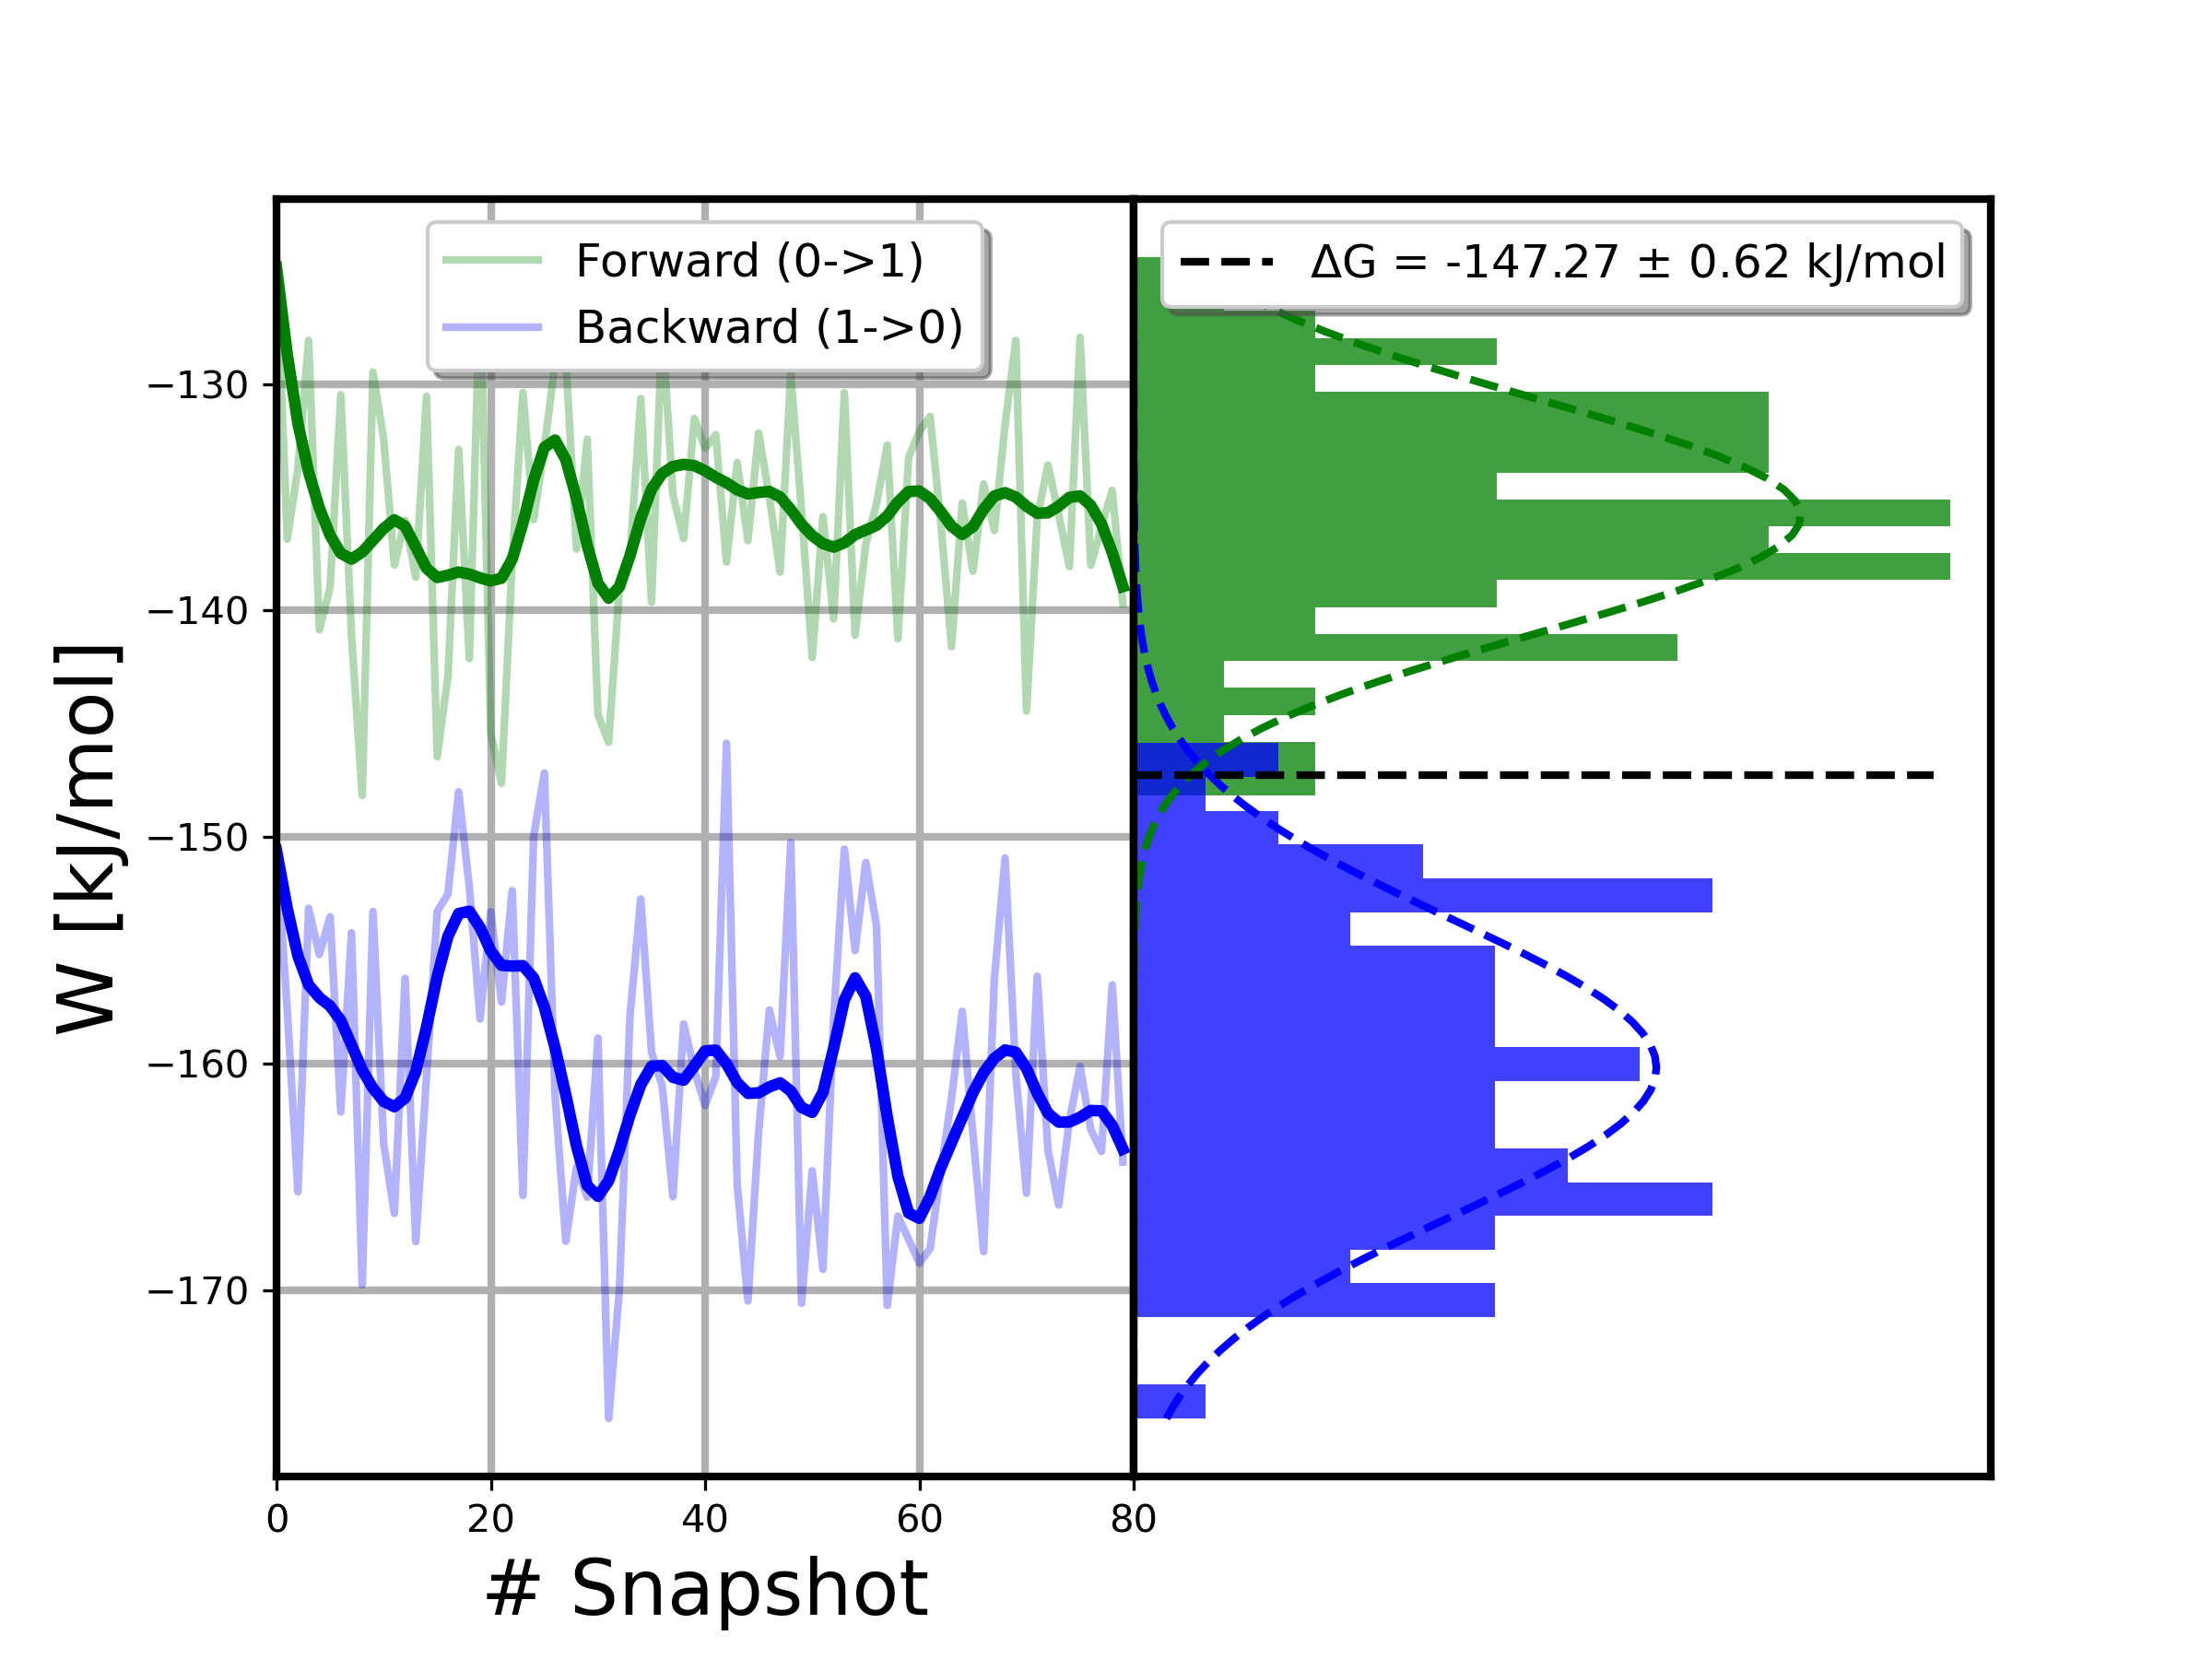 Forward (0->1)
Backward (1->0)
ΔG = -147.27 ± 0.62 kJ/mol
W [kJ/mol]
−130
−140
−150
−160
−170
0 20 40 60 80
# Snapshot